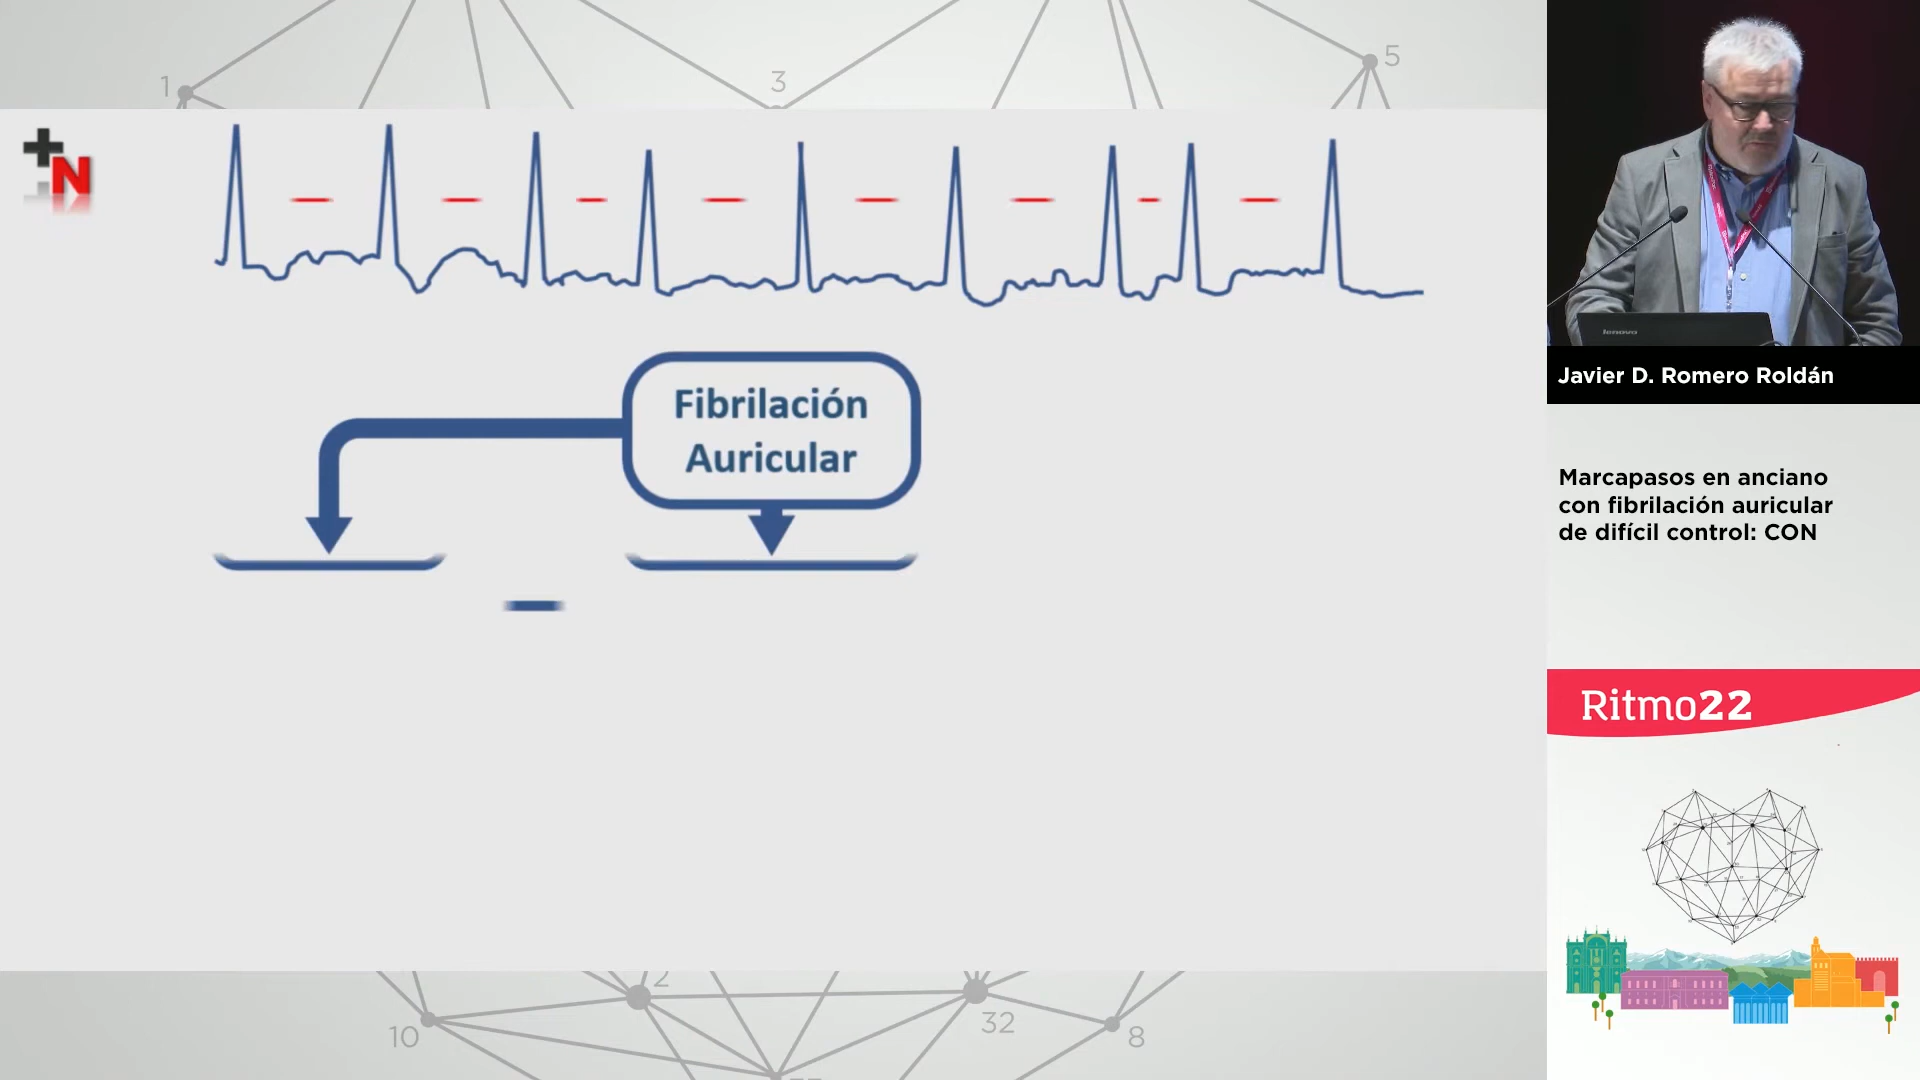 1
3
5
N
Fibrilación
Auricular
2
10
32
8
lenovo
Javier D. Romero Roldán
Marcapasos en anciano
con fibrilación auricular
de difícil control: CON
Ritmo22